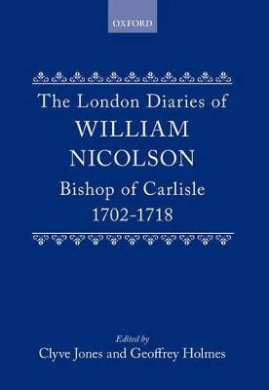 OXFORD
The London Diaries of
WILLIAM
NICOLSON
Bishop of Carlisle
1702-1718
Edited by
Clyve Jones and Geoffrey Holmes